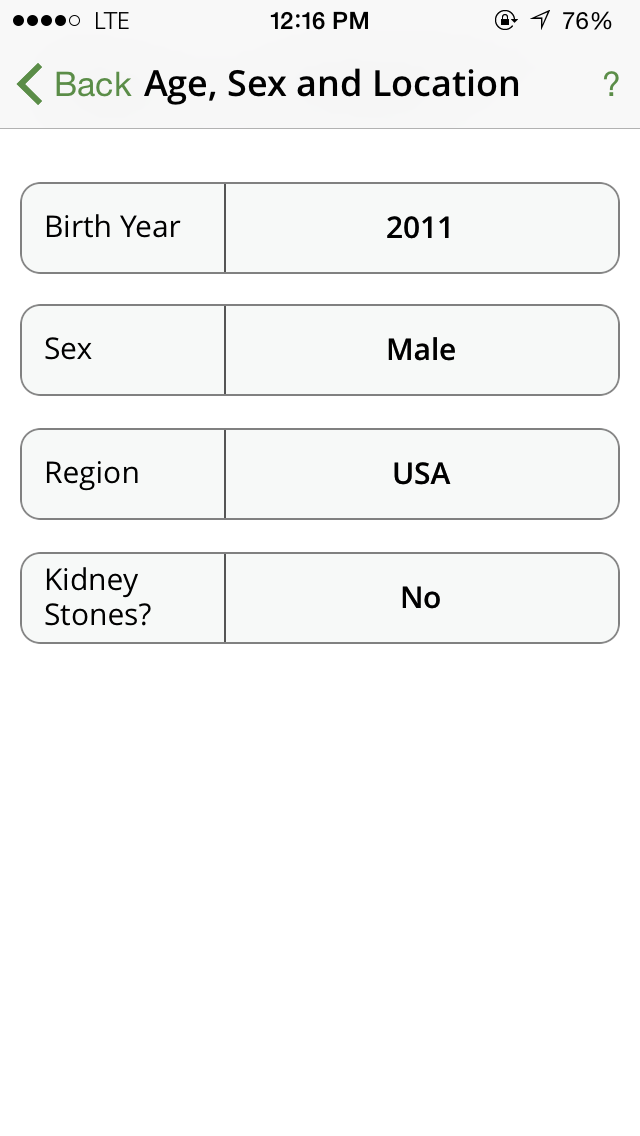 LTE 12:16 PM 76%
Back Age, Sex and Location ?
Birth Year 2011
Sex Male
Region USA
Kidney
Stones? No